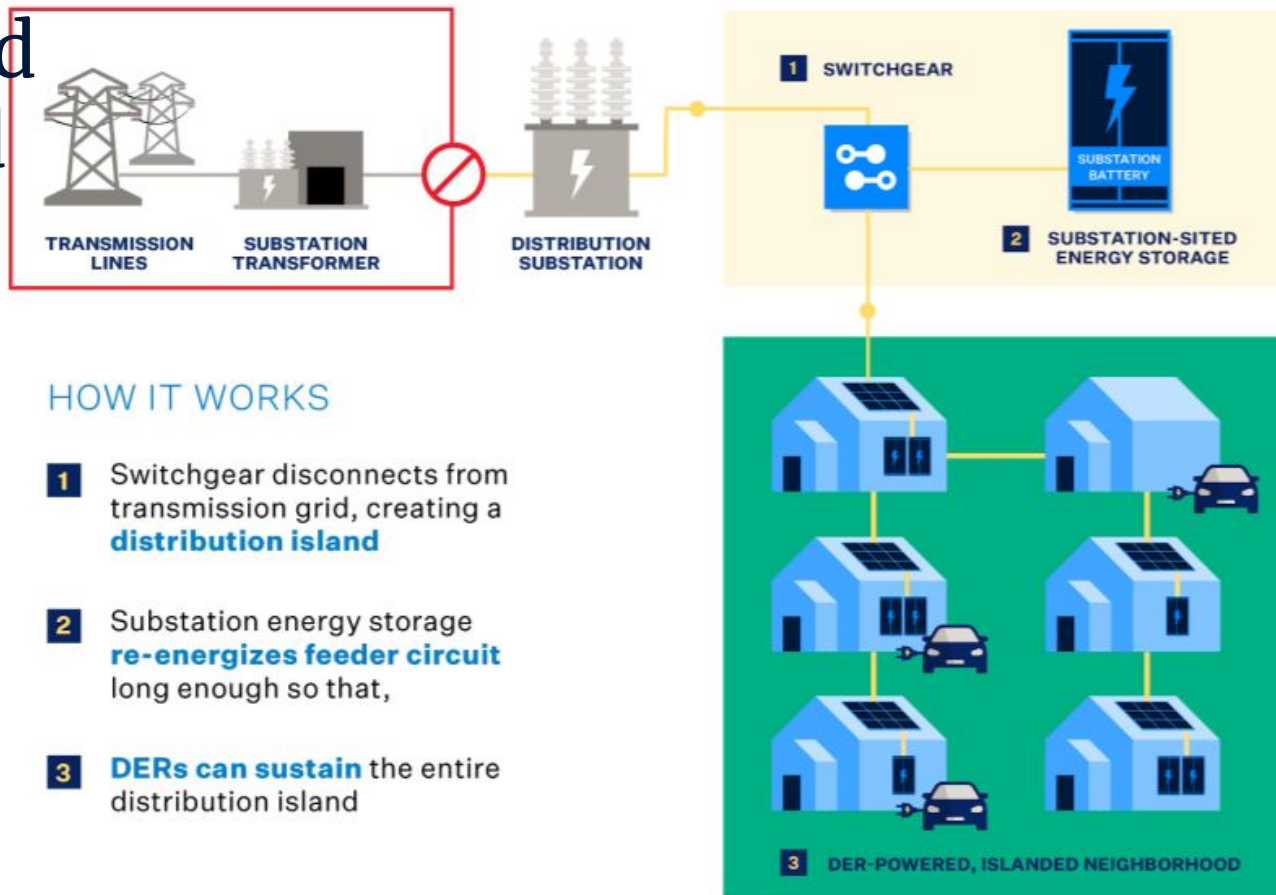 TRANSMISSION
LINES
SUBSTATION
TRANSFORMER
DISTRIBUTION
SUBSTATION
1 SWITCHGEAR
SUBSTATION
BATTERY
2 SUBSTATION-SITED
ENERGY STORAGE
HOW IT WORKS
1 Switchgear disconnects from
transmission grid, creating a
distribution island
2 Substation energy storage
re-energizes feeder circuit
long enough so that,
3 DERs can sustain the entire
distribution island
3 DER-POWERED, ISLANDED NEIGHBORHOOD